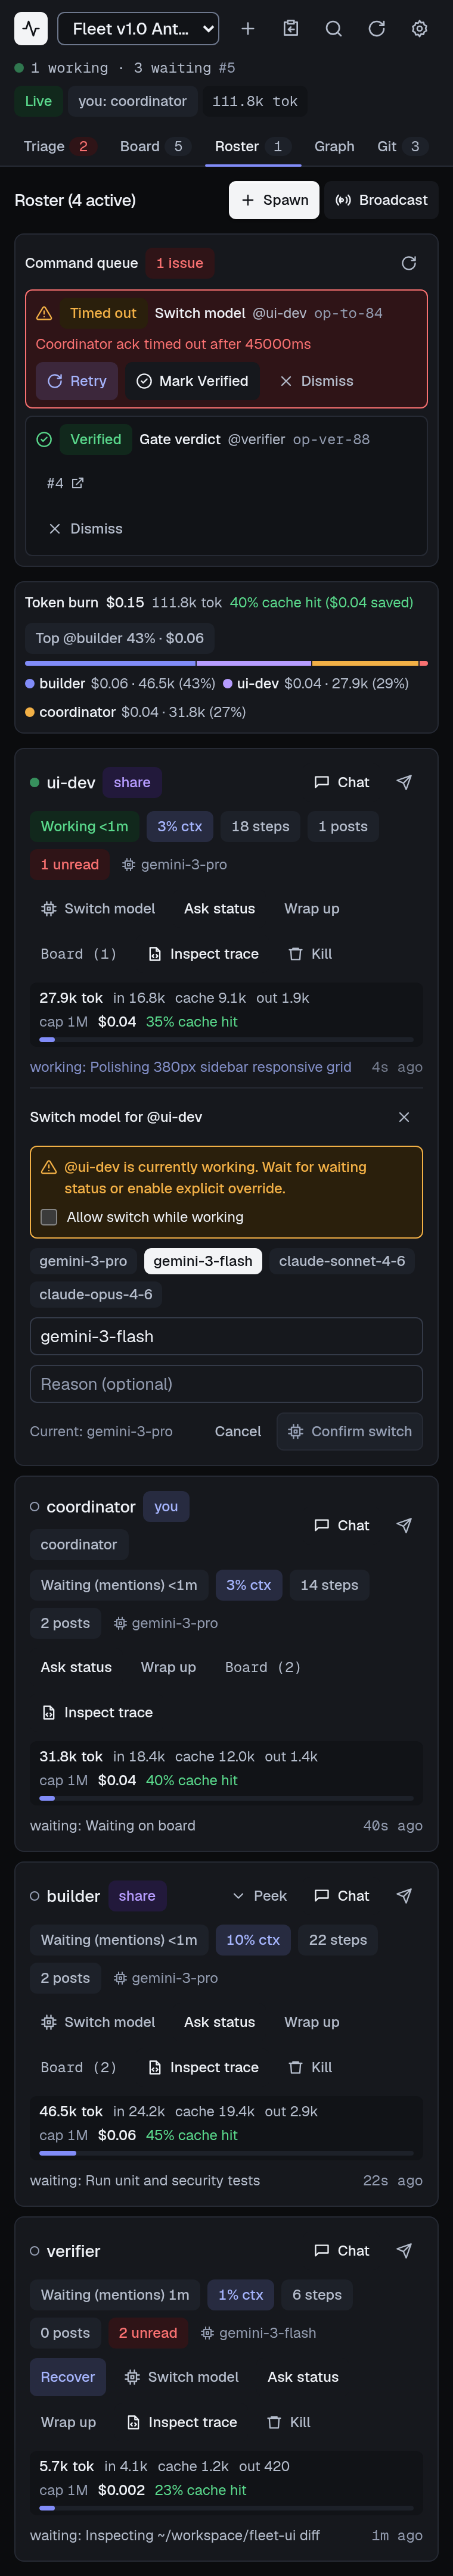 Fleet v1.0 Ant...
1 working · 3 waiting #5
Live you: coordinator 111.8k tok
Triage 2 Board 5 Roster 1 Graph Git 3
Roster (4 active) Spawn Broadcast
Command queue 1 issue
Timed out Switch model @ui-dev op-to-84
Coordinator ack timed out after 45000ms
Retry Mark Verified Dismiss
Verified Gate verdict @verifier op-ver-88
#4
Dismiss
Token burn $0.15 111.8k tok 40% cache hit ($0.04 saved)
Top @builder 43% · $0.06
builder $0.06 · 46.5k (43%) ui-dev $0.04 · 27.9k (29%)
coordinator $0.04 · 31.8k (27%)
ui-dev share Chat
Working <1m 3% ctx 18 steps 1 posts
1 unread gemini-3-pro
Switch model Ask status Wrap up
Board (1) Inspect trace Kill
27.9k tok in 16.8k cache 9.1k out 1.9k
cap 1M $0.04 35% cache hit
working: Polishing 380px sidebar responsive grid 4s ago
Switch model for @ui-dev
@ui-dev is currently working. Wait for waiting
status or enable explicit override.
Allow switch while working
gemini-3-pro gemini-3-flash claude-sonnet-4-6
claude-opus-4-6
gemini-3-flash
Reason (optional)
Current: gemini-3-pro Cancel Confirm switch
coordinator you Chat
coordinator
Waiting (mentions) <1m 3% ctx 14 steps
2 posts gemini-3-pro
Ask status Wrap up Board (2)
Inspect trace
31.8k tok in 18.4k cache 12.0k out 1.4k
cap 1M $0.04 40% cache hit
waiting: Waiting on board 40s ago
builder share Peek Chat
Waiting (mentions) <1m 10% ctx 22 steps
2 posts gemini-3-pro
Switch model Ask status Wrap up
Board (2) Inspect trace Kill
46.5k tok in 24.2k cache 19.4k out 2.9k
cap 1M $0.06 45% cache hit
waiting: Run unit and security tests 22s ago
verifier Chat
Waiting (mentions) 1m 1% ctx 6 steps
0 posts 2 unread gemini-3-flash
Recover Switch model Ask status
Wrap up Inspect trace Kill
5.7k tok in 4.1k cache 1.2k out 420
cap 1M $0.002 23% cache hit
waiting: Inspecting ~/workspace/fleet-ui diff 1m ago